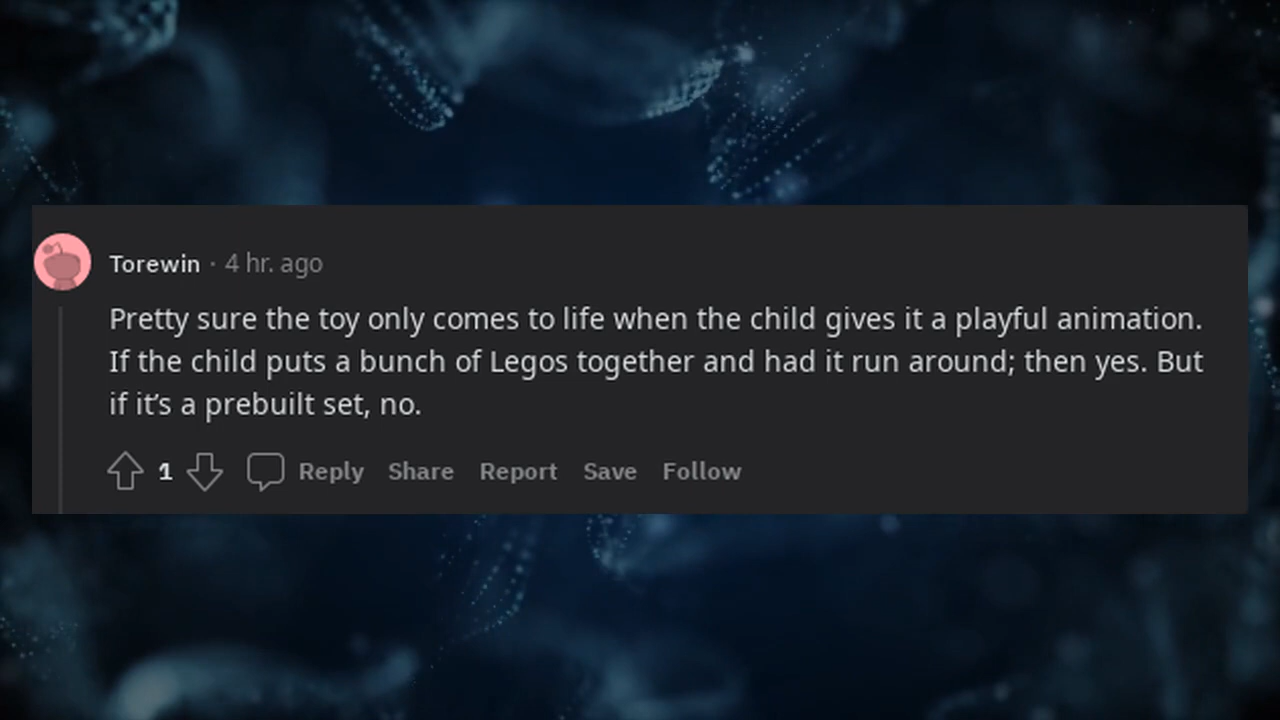 Torewin · 4 hr. ago
Pretty sure the toy only comes to life when the child gives it a playful animation.
If the child puts a bunch of Legos together and had it run around; then yes. But
if it’s a prebuilt set, no.
1 Reply Share Report Save Follow